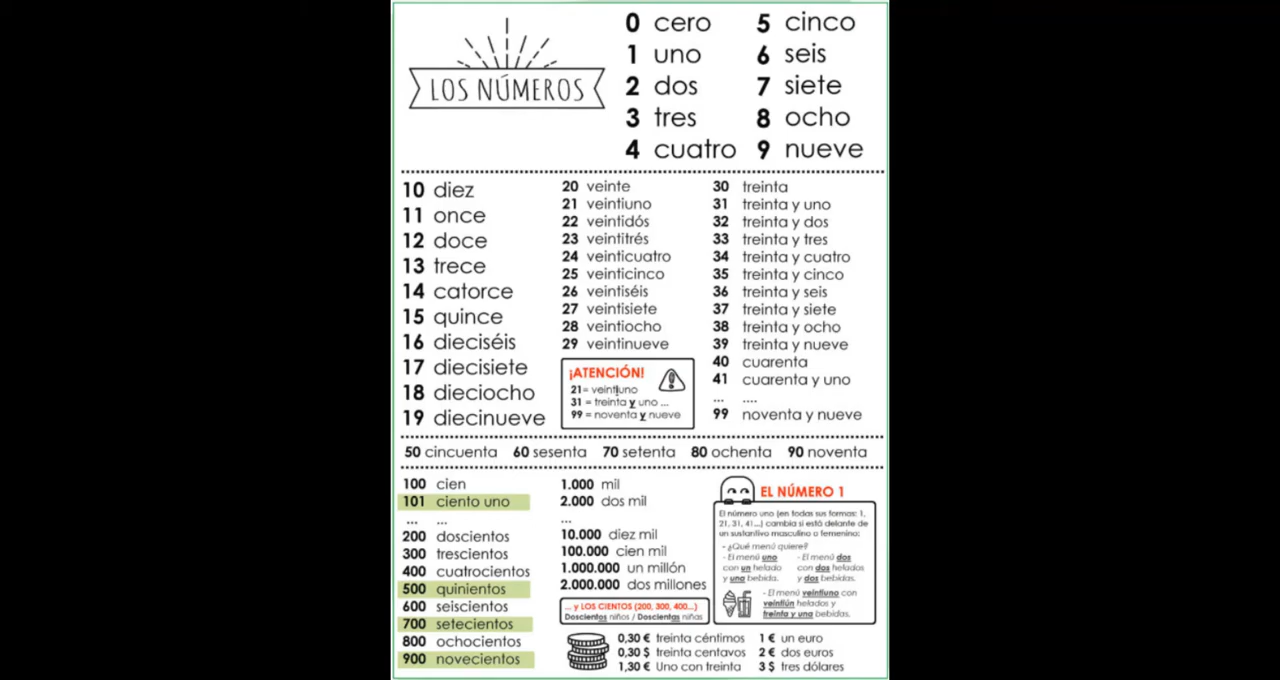 LOS NÚMEROS
0 cero
1 uno
2 dos
3 tres
4 cuatro
5 cinco
6 seis
7 siete
8 ocho
9 nueve
10 diez
11 once
12 doce
13 trece
14 catorce
15 quince
16 dieciséis
17 diecisiete
18 dieciocho
19 diecinueve
20 veinte
21 veintiuno
22 veintidós
23 veintitrés
24 veinticuatro
25 veinticinco
26 veintiséis
27 veintisiete
28 veintiocho
29 veintinueve
¡ATENCIÓN!
21= veintiuno
31 = treinta y uno ...
99 = noventa y nueve
30 treinta
31 treinta y uno
32 treinta y dos
33 treinta y tres
34 treinta y cuatro
35 treinta y cinco
36 treinta y seis
37 treinta y siete
38 treinta y ocho
39 treinta y nueve
40 cuarenta
41 cuarenta y uno
... ....
99 noventa y nueve
50 cincuenta 60 sesenta 70 setenta 80 ochenta 90 noventa
100 cien
101 ciento uno
... ...
200 doscientos
300 trescientos
400 cuatrocientos
500 quinientos
600 seiscientos
700 setecientos
800 ochocientos
900 novecientos
1.000 mil
2.000 dos mil
...
10.000 diez mil
100.000 cien mil
1.000.000 un millón
2.000.000 dos millones
... y LOS CIENTOS (200, 300, 400...)
Doscientos niños / Doscientas niñas
EL NÚMERO 1
El número uno (en todas sus formas: 1,
21, 31, 41...) cambia si está delante de
un sustantivo masculino o femenino:
- ¿Qué menú quiere?
- El menú uno
con un helado
y una bebida.
- El menú dos
con dos helados
y dos bebidas.
- El menú veintiuno con
veintiún helados y
treinta y una bebidas.
0,30 € treinta céntimos
0,30 $ treinta centavos
1,30 € Uno con treinta
1 € un euro
2 € dos euros
3 $ tres dólares